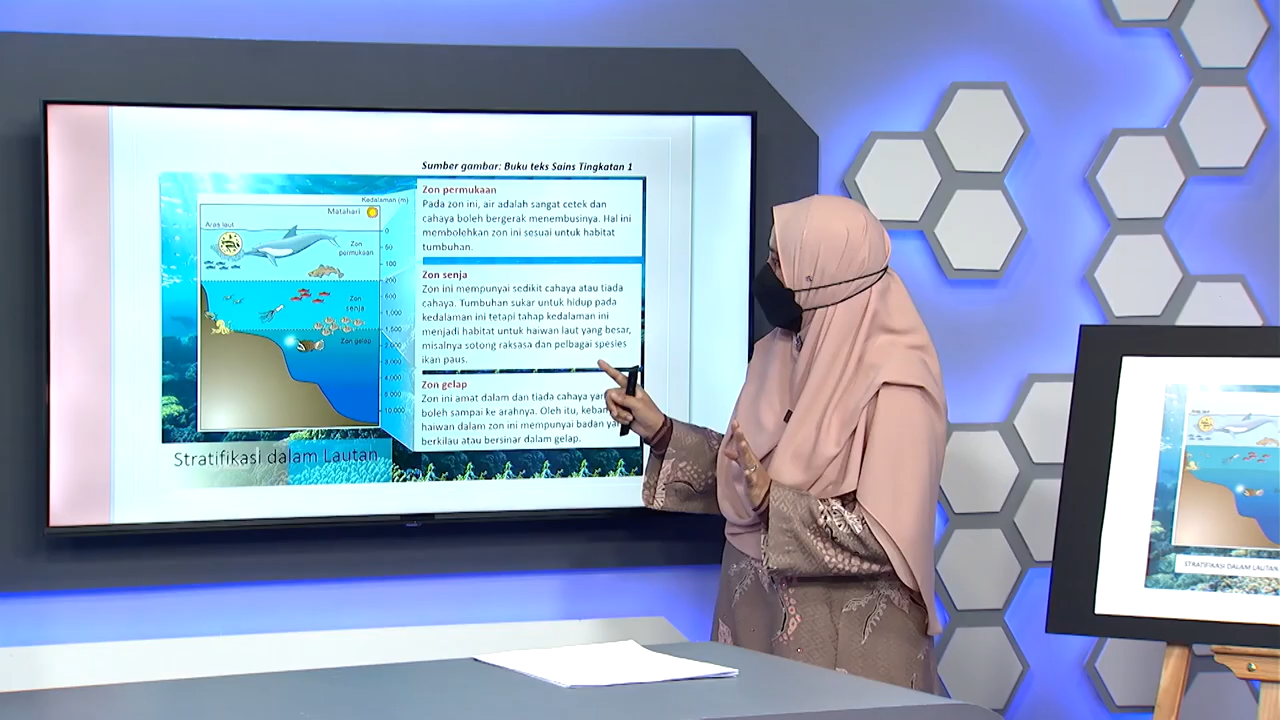 Sumber gambar: Buku teks Sains Tingkatan 1
Kedalaman (m)
Matahari
Aras laut
0
Zon
permukaan
50
100
200
Zon
senja
600
1,000
1,500
Zon gelap
2,000
3,000
4,000
6,000
10,000
Zon permukaan
Pada zon ini, air adalah sangat cetek dan
cahaya boleh bergerak menembusinya. Hal ini
membolehkan zon ini sesuai untuk habitat
tumbuhan.
Zon senja
Zon ini mempunyai sedikit cahaya atau tiada
cahaya. Tumbuhan sukar untuk hidup pada
kedalaman ini tetapi tahap kedalaman ini
menjadi habitat untuk haiwan laut yang besar,
misalnya sotong raksasa dan pelbagai spesies
ikan paus.
Zon gelap
Zon ini amat dalam dan tiada cahaya
boleh sampai ke arahnya. Oleh itu,
haiwan dalam zon ini mempunyai badan
berkilau atau bersinar dalam gelap.
Stratifikasi dalam Lautan
Aras laut
STRATIFIKASI DALAM LAUTAN